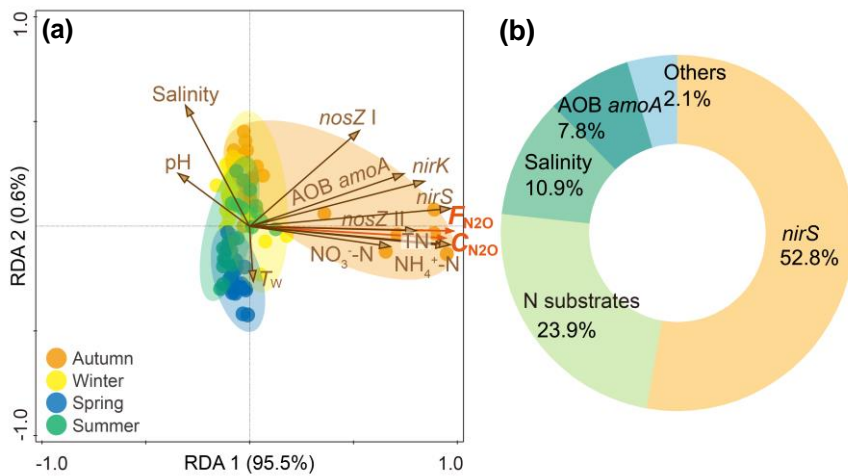 (a)
1.0
Salinity
pH
nosZ I
AOB amoA
nirK
nirS
nosZ II
F N2O
TN
C N2O
NO3⁻-N
NH4⁺-N
Tw
Autumn
Winter
Spring
Summer
RDA 2 (0.6%)
-1.0
-1.0
RDA 1 (95.5%)
1.0
(b)
Others
2.1%
AOB amoA
7.8%
Salinity
10.9%
nirS
52.8%
N substrates
23.9%